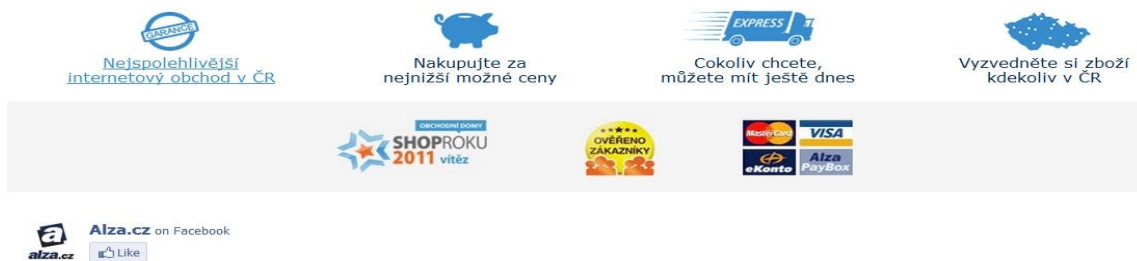 GARANCE
Nejspolehlivější
internetový obchod v ČR
Nakupujte za
nejnižší možné ceny
EXPRESS
Cokoliv chcete,
můžete mít ještě dnes
Vyzvedněte si zboží
kdekoliv v ČR
OBCHODNÍ DOMY
SHOPROKU
2011 vítěz
OVĚŘENO
ZÁKAZNÍKY
MasterCard
VISA
eKonto
Alza
PayBox
a
alza.cz
Alza.cz on Facebook
Like